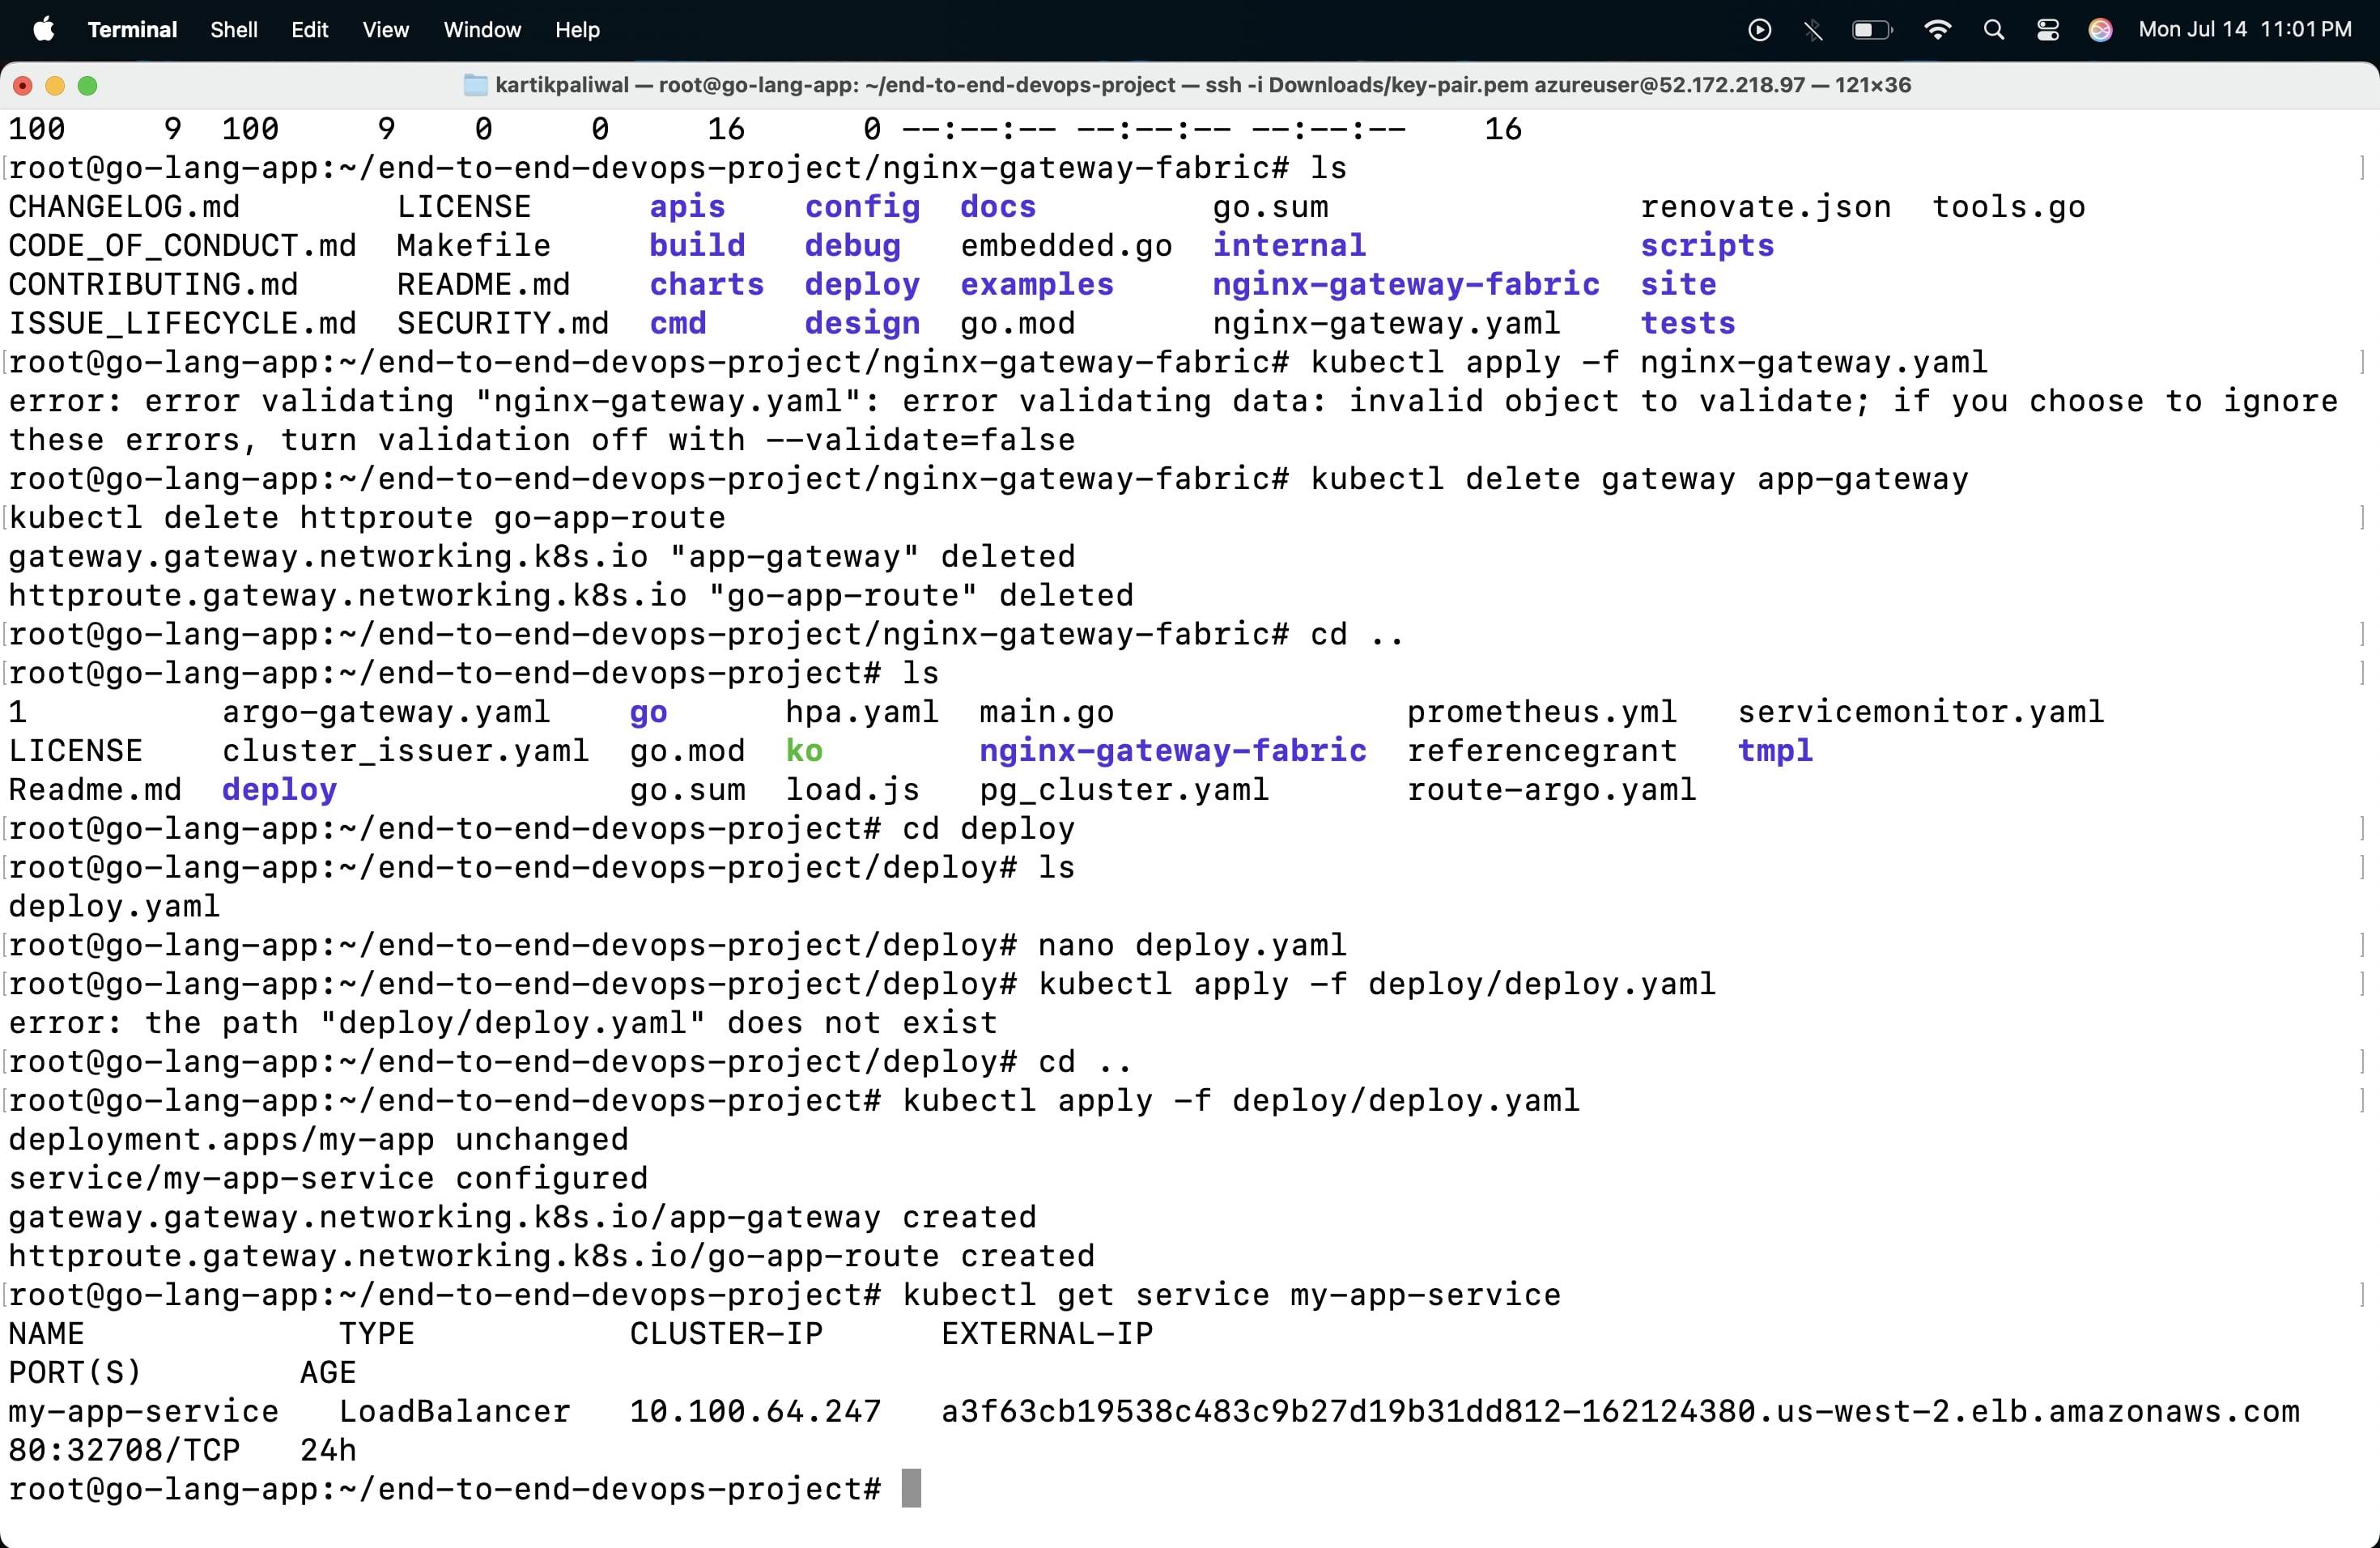 Terminal Shell Edit View Window Help Mon Jul 14 11:01 PM
kartikpaliwal — root@go-lang-app: ~/end-to-end-devops-project — ssh -i Downloads/key-pair.pem azureuser@52.172.218.97 — 121×36
100 9 100 9 0 0 16 0 --:--:-- --:--:-- --:--:-- 16
root@go-lang-app:~/end-to-end-devops-project/nginx-gateway-fabric# ls
CHANGELOG.md LICENSE apis config docs go.sum renovate.json tools.go
CODE_OF_CONDUCT.md Makefile build debug embedded.go internal scripts
CONTRIBUTING.md README.md charts deploy examples nginx-gateway-fabric site
ISSUE_LIFECYCLE.md SECURITY.md cmd design go.mod nginx-gateway.yaml tests
root@go-lang-app:~/end-to-end-devops-project/nginx-gateway-fabric# kubectl apply -f nginx-gateway.yaml
error: error validating "nginx-gateway.yaml": error validating data: invalid object to validate; if you choose to ignore
these errors, turn validation off with --validate=false
root@go-lang-app:~/end-to-end-devops-project/nginx-gateway-fabric# kubectl delete gateway app-gateway
kubectl delete httproute go-app-route
gateway.gateway.networking.k8s.io "app-gateway" deleted
httproute.gateway.networking.k8s.io "go-app-route" deleted
root@go-lang-app:~/end-to-end-devops-project/nginx-gateway-fabric# cd ..
root@go-lang-app:~/end-to-end-devops-project# ls
1 argo-gateway.yaml go hpa.yaml main.go prometheus.yml servicemonitor.yaml
LICENSE cluster_issuer.yaml go.mod ko nginx-gateway-fabric referencegrant tmpl
Readme.md deploy go.sum load.js pg_cluster.yaml route-argo.yaml
root@go-lang-app:~/end-to-end-devops-project# cd deploy
root@go-lang-app:~/end-to-end-devops-project/deploy# ls
deploy.yaml
root@go-lang-app:~/end-to-end-devops-project/deploy# nano deploy.yaml
root@go-lang-app:~/end-to-end-devops-project/deploy# kubectl apply -f deploy/deploy.yaml
error: the path "deploy/deploy.yaml" does not exist
root@go-lang-app:~/end-to-end-devops-project/deploy# cd ..
root@go-lang-app:~/end-to-end-devops-project# kubectl apply -f deploy/deploy.yaml
deployment.apps/my-app unchanged
service/my-app-service configured
gateway.gateway.networking.k8s.io/app-gateway created
httproute.gateway.networking.k8s.io/go-app-route created
root@go-lang-app:~/end-to-end-devops-project# kubectl get service my-app-service
NAME TYPE CLUSTER-IP EXTERNAL-IP
PORT(S) AGE
my-app-service LoadBalancer 10.100.64.247 a3f63cb19538c483c9b27d19b31dd812-162124380.us-west-2.elb.amazonaws.com
80:32708/TCP 24h
root@go-lang-app:~/end-to-end-devops-project#